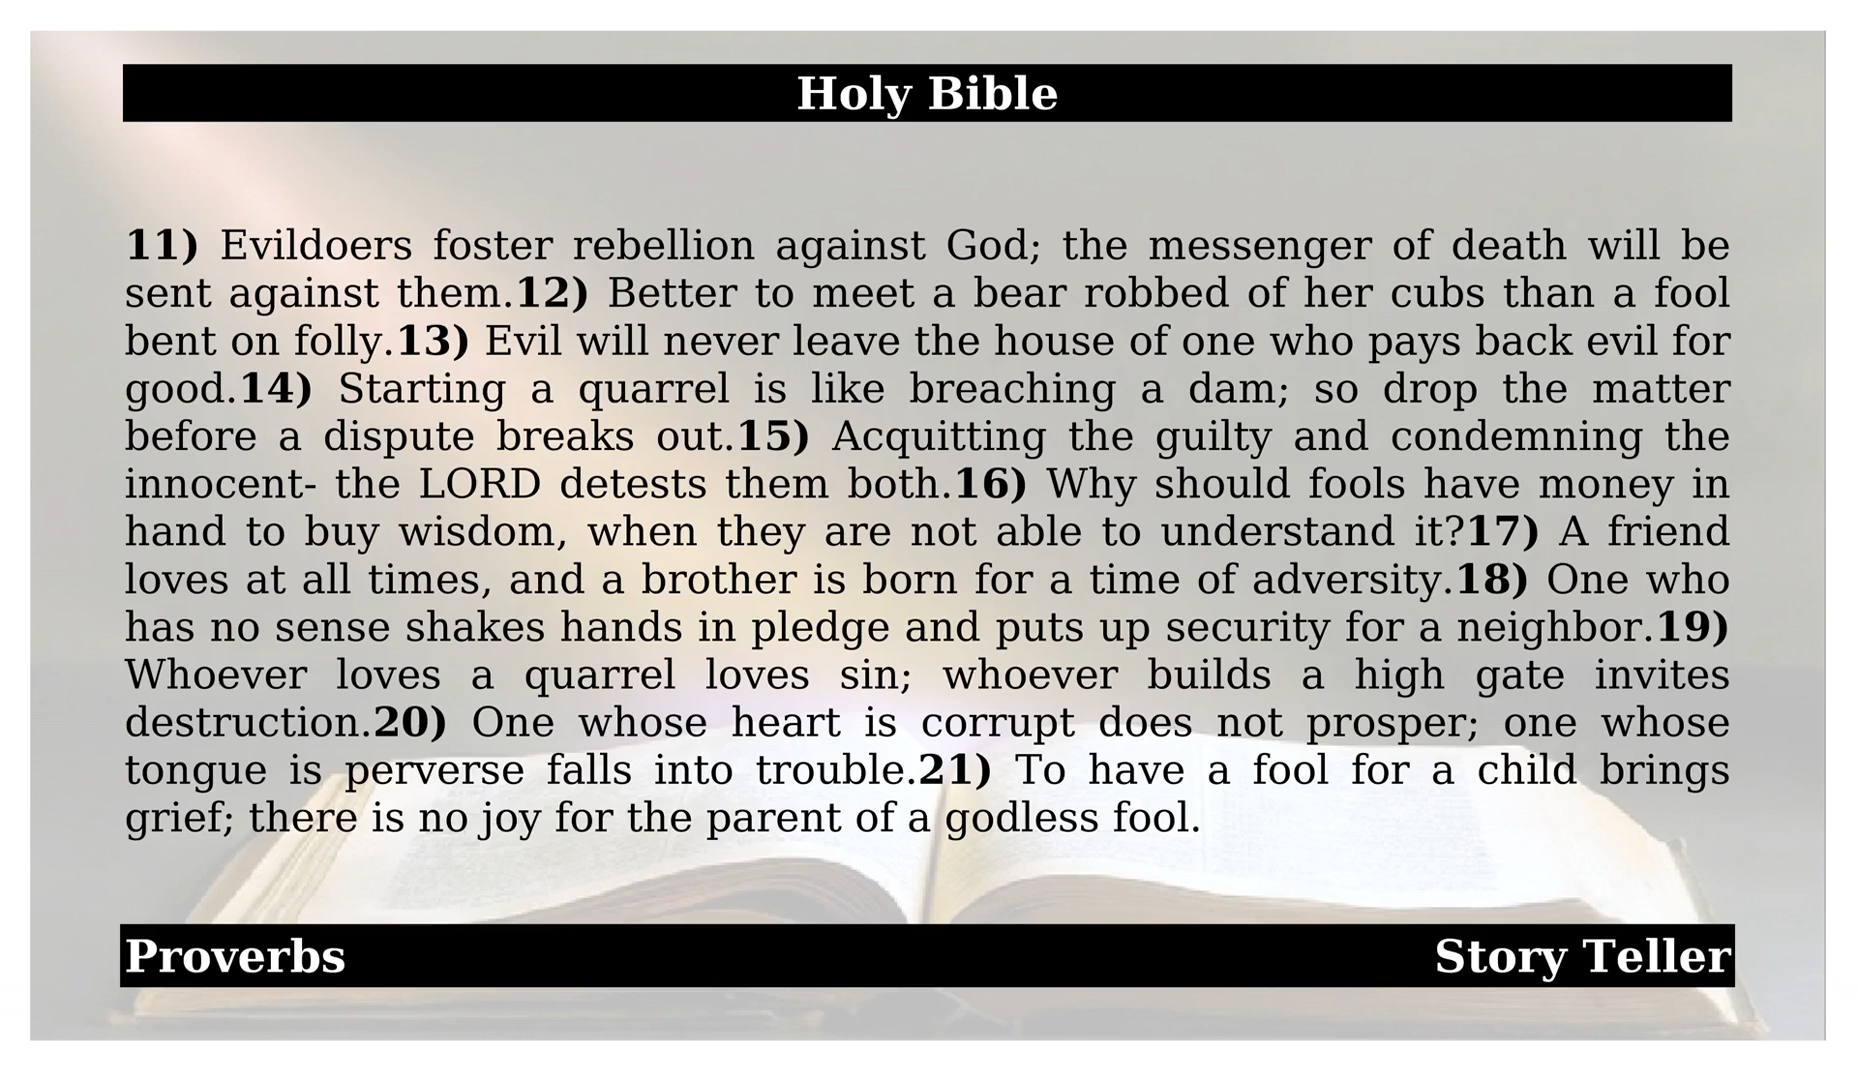 Holy Bible
11) Evildoers foster rebellion against God; the messenger of death will be
sent against them.12) Better to meet a bear robbed of her cubs than a fool
bent on folly.13) Evil will never leave the house of one who pays back evil for
good.14) Starting a quarrel is like breaching a dam; so drop the matter
before a dispute breaks out.15) Acquitting the guilty and condemning the
innocent- the LORD detests them both.16) Why should fools have money in
hand to buy wisdom, when they are not able to understand it?17) A friend
loves at all times, and a brother is born for a time of adversity.18) One who
has no sense shakes hands in pledge and puts up security for a neighbor.19)
Whoever loves a quarrel loves sin; whoever builds a high gate invites
destruction.20) One whose heart is corrupt does not prosper; one whose
tongue is perverse falls into trouble.21) To have a fool for a child brings
grief; there is no joy for the parent of a godless fool.
Proverbs Story Teller